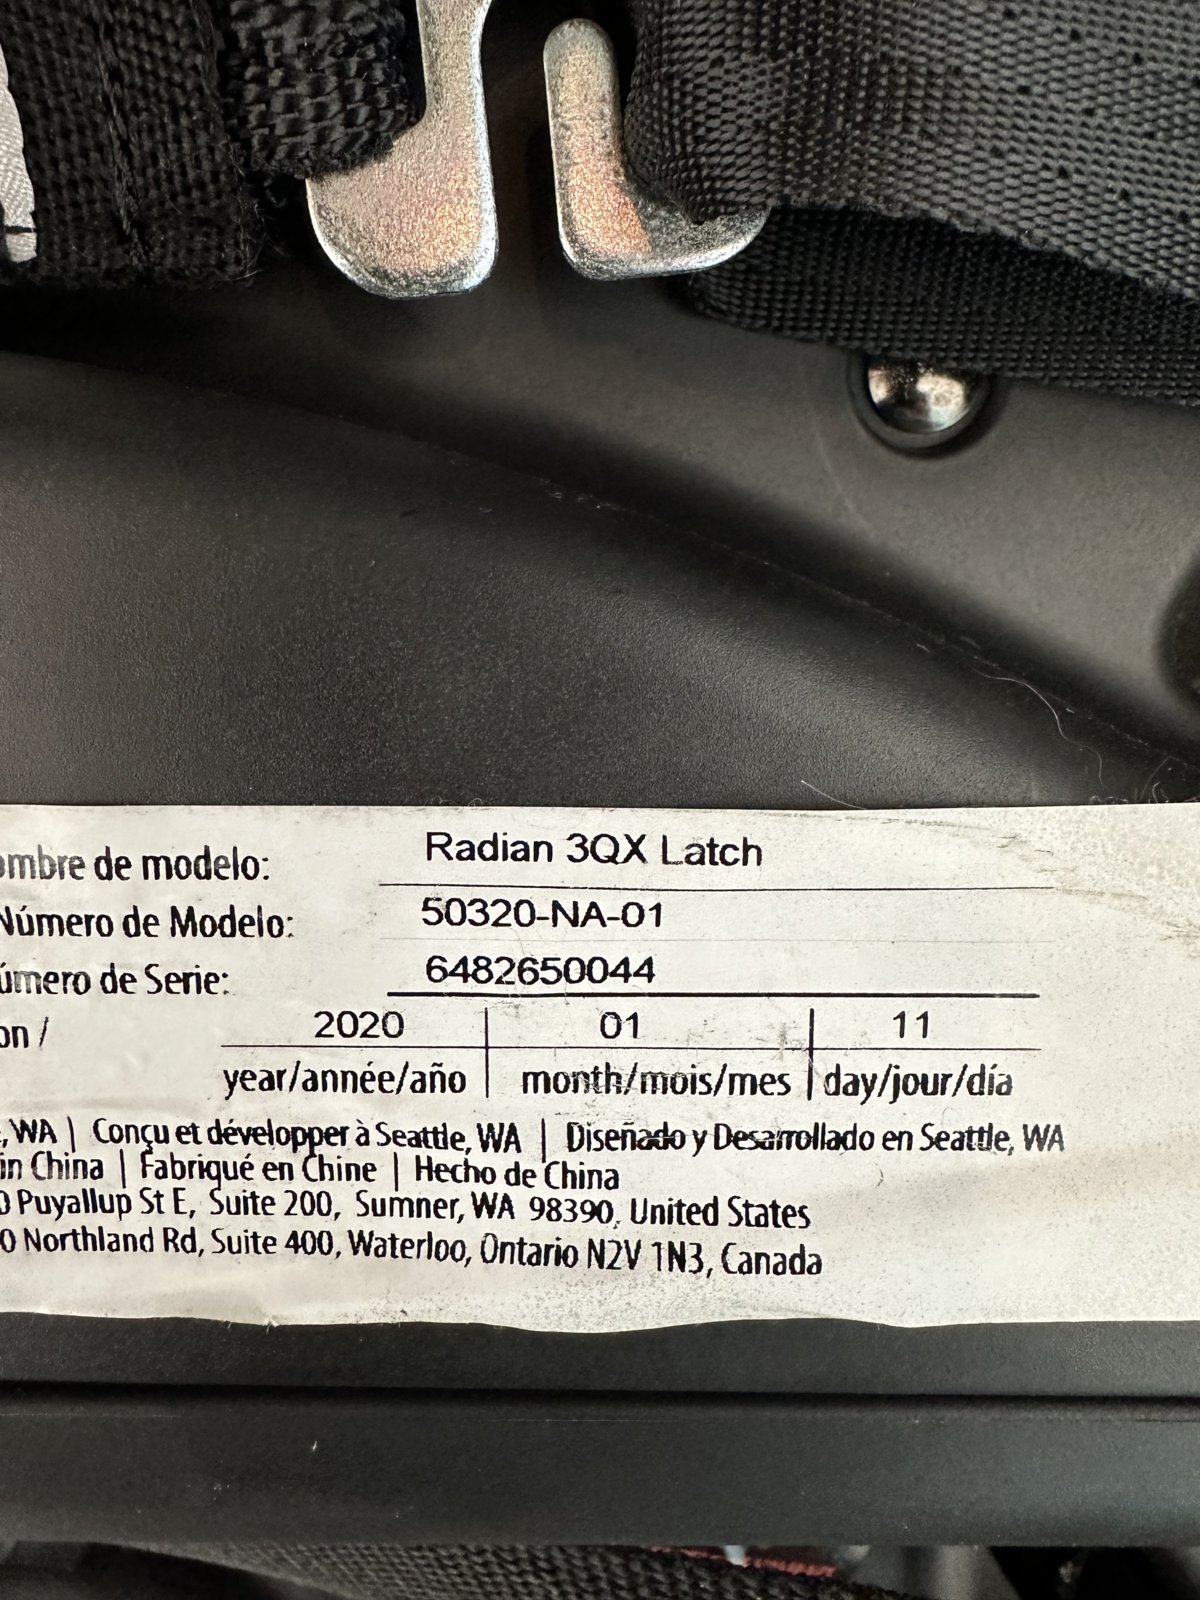 mbre de modelo: Radian 3QX Latch
Número de Modelo: 50320-NA-01
úmero de Serie: 6482650044
on / 2020 01 11
year/année/año month/mois/mes day/jour/día
, WA | Conçu et développer à Seattle, WA | Diseñado y Desarrollado en Seattle, WA
in China | Fabriqué en Chine | Hecho de China
0 Puyallup St E, Suite 200, Sumner, WA 98390, United States
0 Northland Rd, Suite 400, Waterloo, Ontario N2V 1N3, Canada